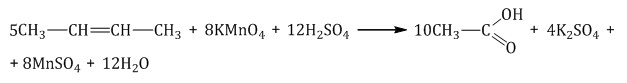 5CH₃—CH=CH—CH₃ + 8KMnO₄ + 12H₂SO₄ ⟶ 10CH₃—C(=O)—OH + 4K₂SO₄ +
+ 8MnSO₄ + 12H₂O